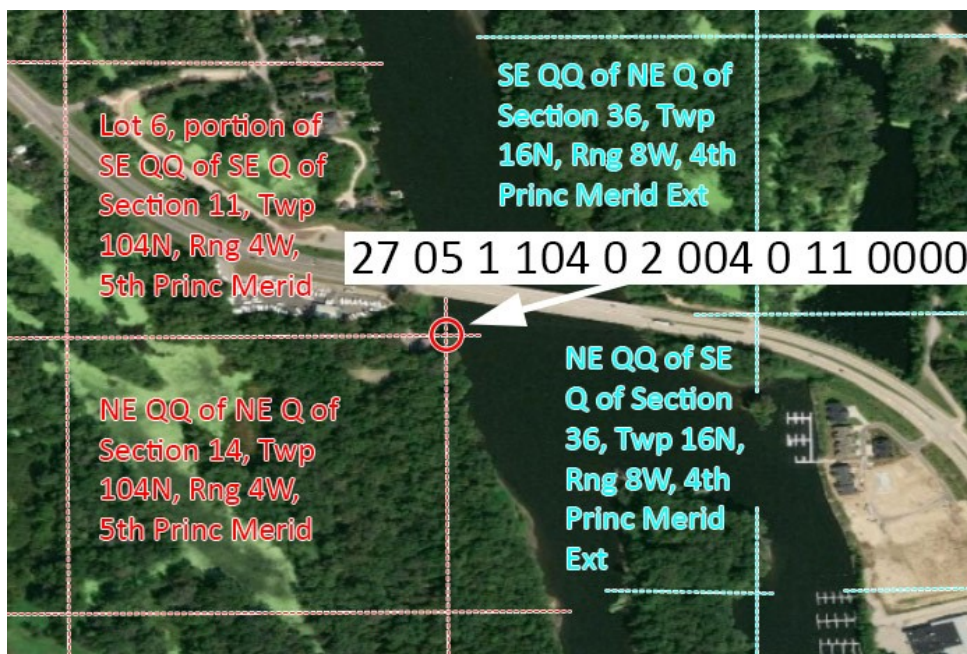 Lot 6, portion of
SE QQ of SE Q of
Section 11, Twp
104N, Rng 4W,
5th Princ Merid
SE QQ of NE Q of
Section 36, Twp
16N, Rng 8W, 4th
Princ Merid Ext
27 05 1 104 0 2 004 0 11 0000
NE QQ of NE Q of
Section 14, Twp
104N, Rng 4W,
5th Princ Merid
NE QQ of SE
Q of Section
36, Twp 16N,
Rng 8W, 4th
Princ Merid
Ext